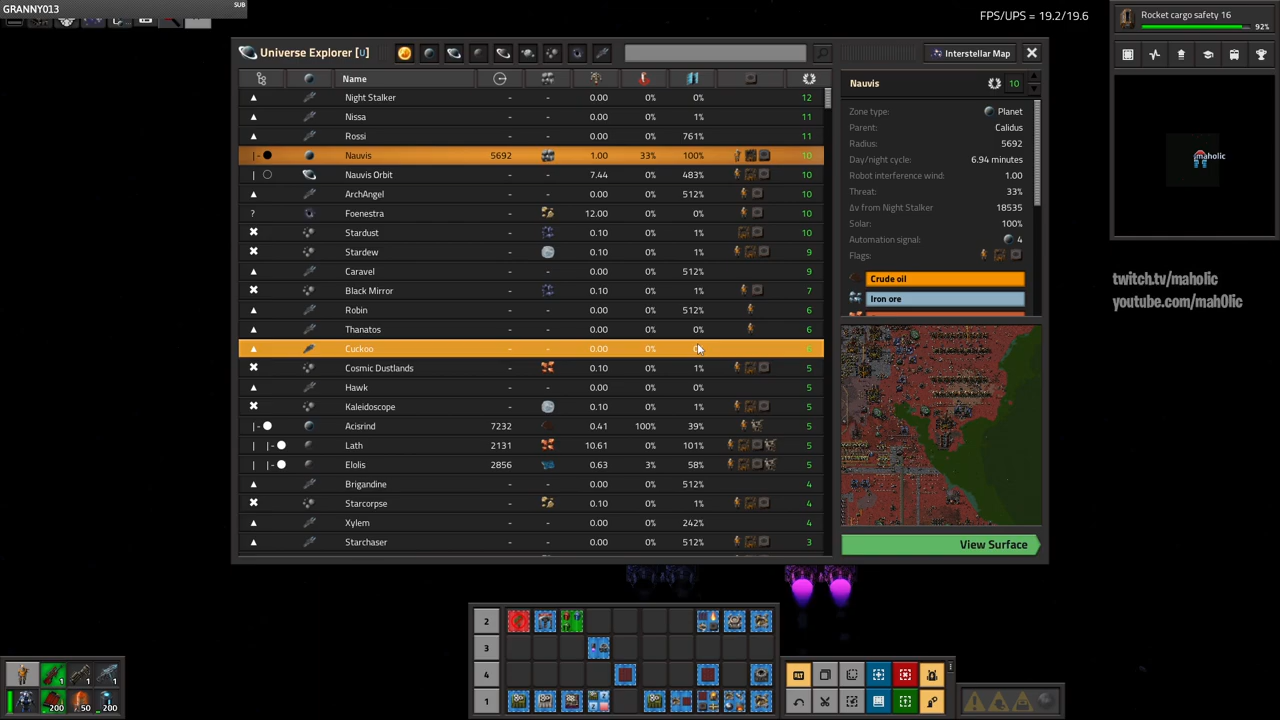 GRANNY013
SUB
FPS/UPS = 19.2/19.6
Rocket cargo safety 16
92%
Universe Explorer [U]
Interstellar Map
Name
Night Stalker - - 0.00 0% 0% 12
Nissa - - 0.00 0% 1% 11
Rossi - - 0.00 0% 761% 11
Nauvis 5692 1.00 33% 100% 10
Nauvis Orbit - - 7.44 0% 483% 10
ArchAngel - - 0.00 0% 512% 10
? Foenestra - 12.00 0% 0% 10
Stardust - 0.10 0% 1% 10
Stardew - 0.10 0% 1% 9
Caravel - - 0.00 0% 512% 9
Black Mirror - 0.10 0% 1% 7
Robin - - 0.00 0% 512% 6
Thanatos - - 0.00 0% 0% 6
Cuckoo - - 0.00 0%
Cosmic Dustlands - 0.10 0% 1% 5
Hawk - - 0.00 0% 0% 5
Kaleidoscope - 0.10 0% 1% 5
Acisrind 7232 0.41 100% 39% 5
Lath 2131 10.61 0% 101% 5
Elolis 2856 0.63 3% 58% 5
Brigandine - - 0.00 0% 512% 4
Starcorpse - 0.10 0% 1% 4
Xylem - - 0.00 0% 242% 4
Starchaser - - 0.00 0% 512% 3
Nauvis 10
Zone type: Planet
Parent: Calidus
Radius: 5692
Day/night cycle: 6.94 minutes
Robot interference wind: 1.00
Threat: 33%
Δv from Night Stalker 18535
Solar: 100%
Automation signal: 4
Flags:
Crude oil
Iron ore
View Surface
maholic
twitch.tv/maholic
youtube.com/mah0lic
2
3
4
1
1
1
1
200
50
200
ALT